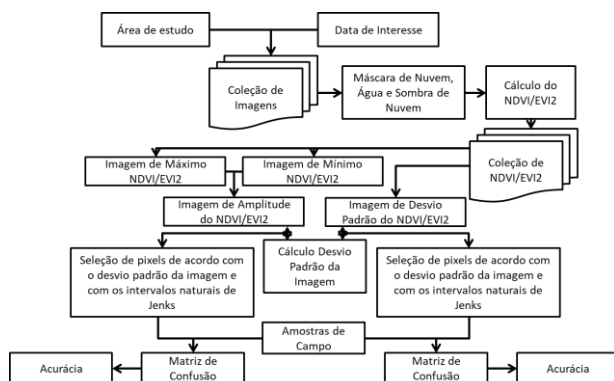 Área de estudo
Data de Interesse
Coleção de
Imagens
Máscara de Nuvem,
Água e Sombra de
Nuvem
Cálculo do
NDVI/EVI2
Imagem de Máximo
NDVI/EVI2
Imagem de Mínimo
NDVI/EVI2
Coleção de
NDVI/EVI2
Imagem de Amplitude
do NDVI/EVI2
Imagem de Desvio
Padrão do NDVI/EVI2
Seleção de pixels de acordo com
o desvio padrão da imagem e
com os intervalos naturais de
Jenks
Cálculo Desvio
Padrão da
Imagem
Seleção de pixels de acordo com
o desvio padrão da imagem e
com os intervalos naturais de
Jenks
Amostras de
Campo
Acurácia
Matriz de
Confusão
Matriz de
Confusão
Acurácia